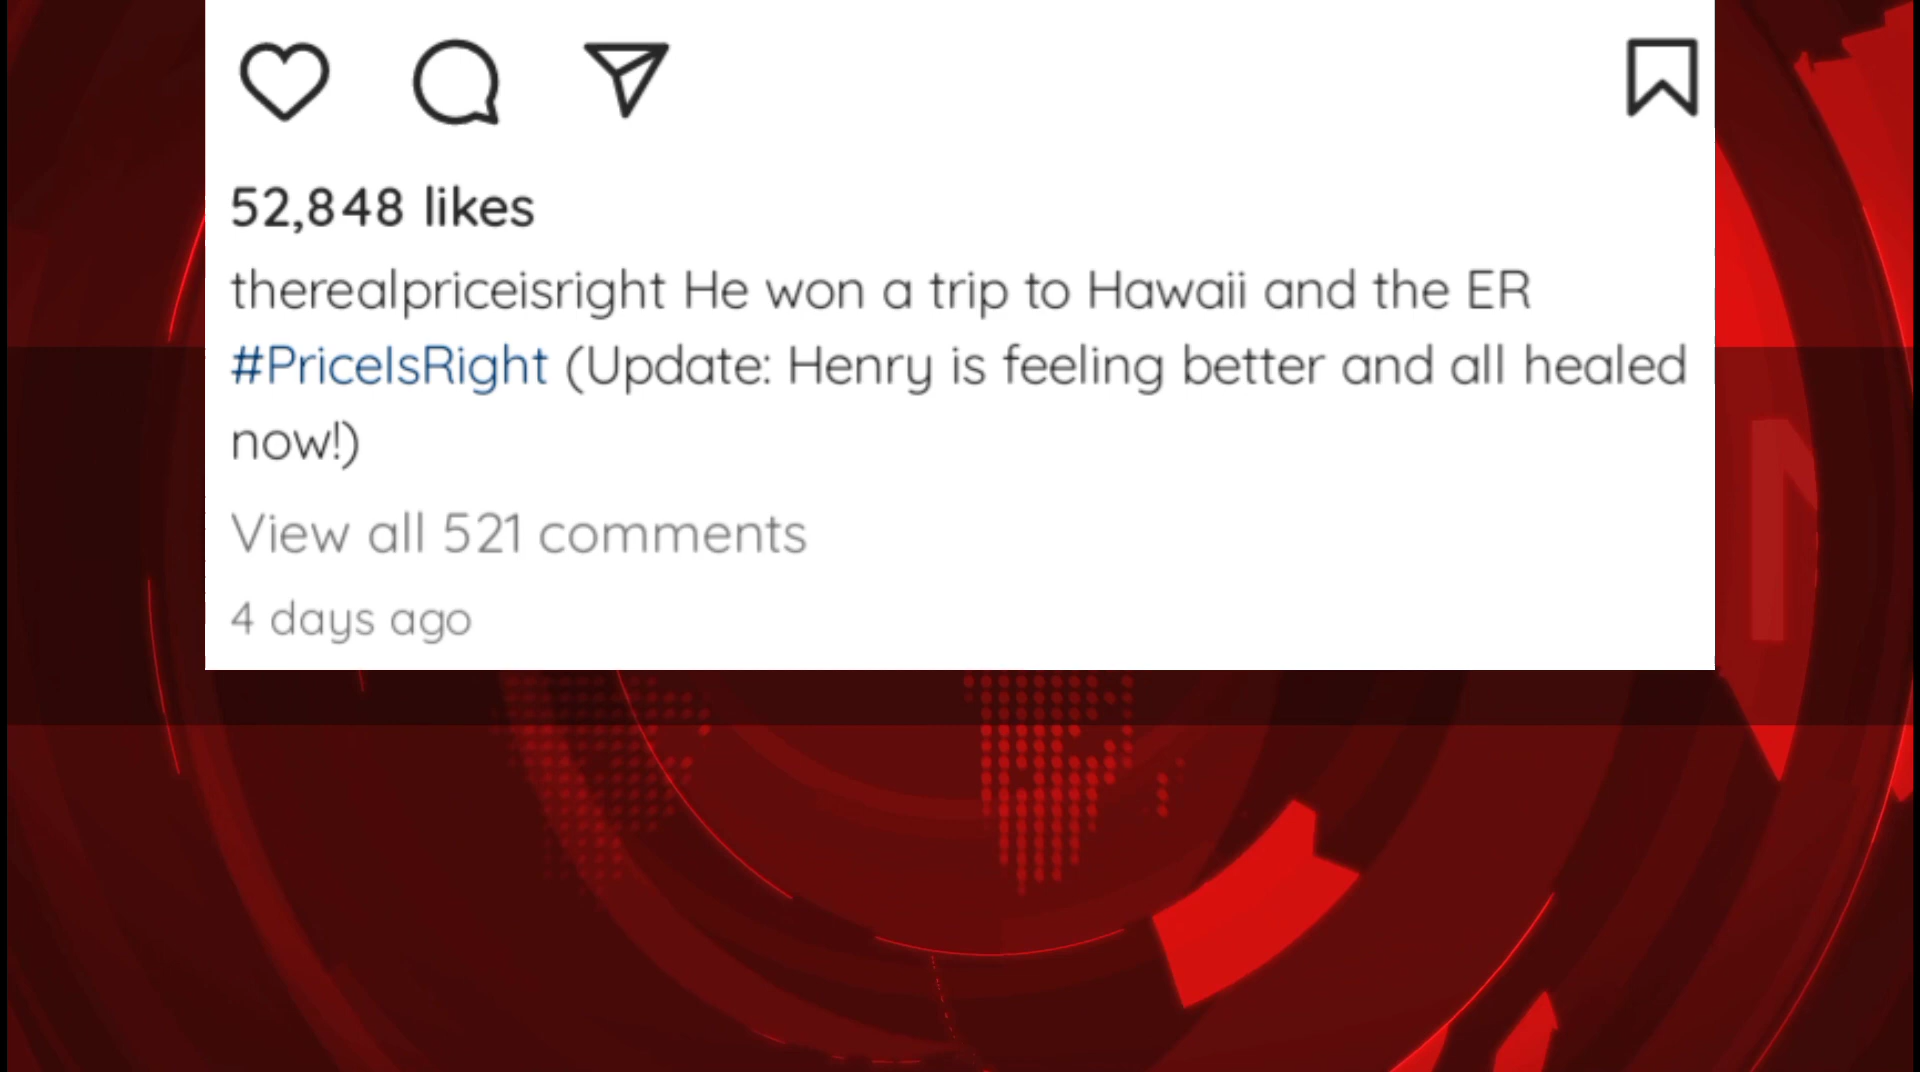 52,848 likes
therealpriceisright He won a trip to Hawaii and the ER
#PriceIsRight (Update: Henry is feeling better and all healed
now!)
View all 521 comments
4 days ago